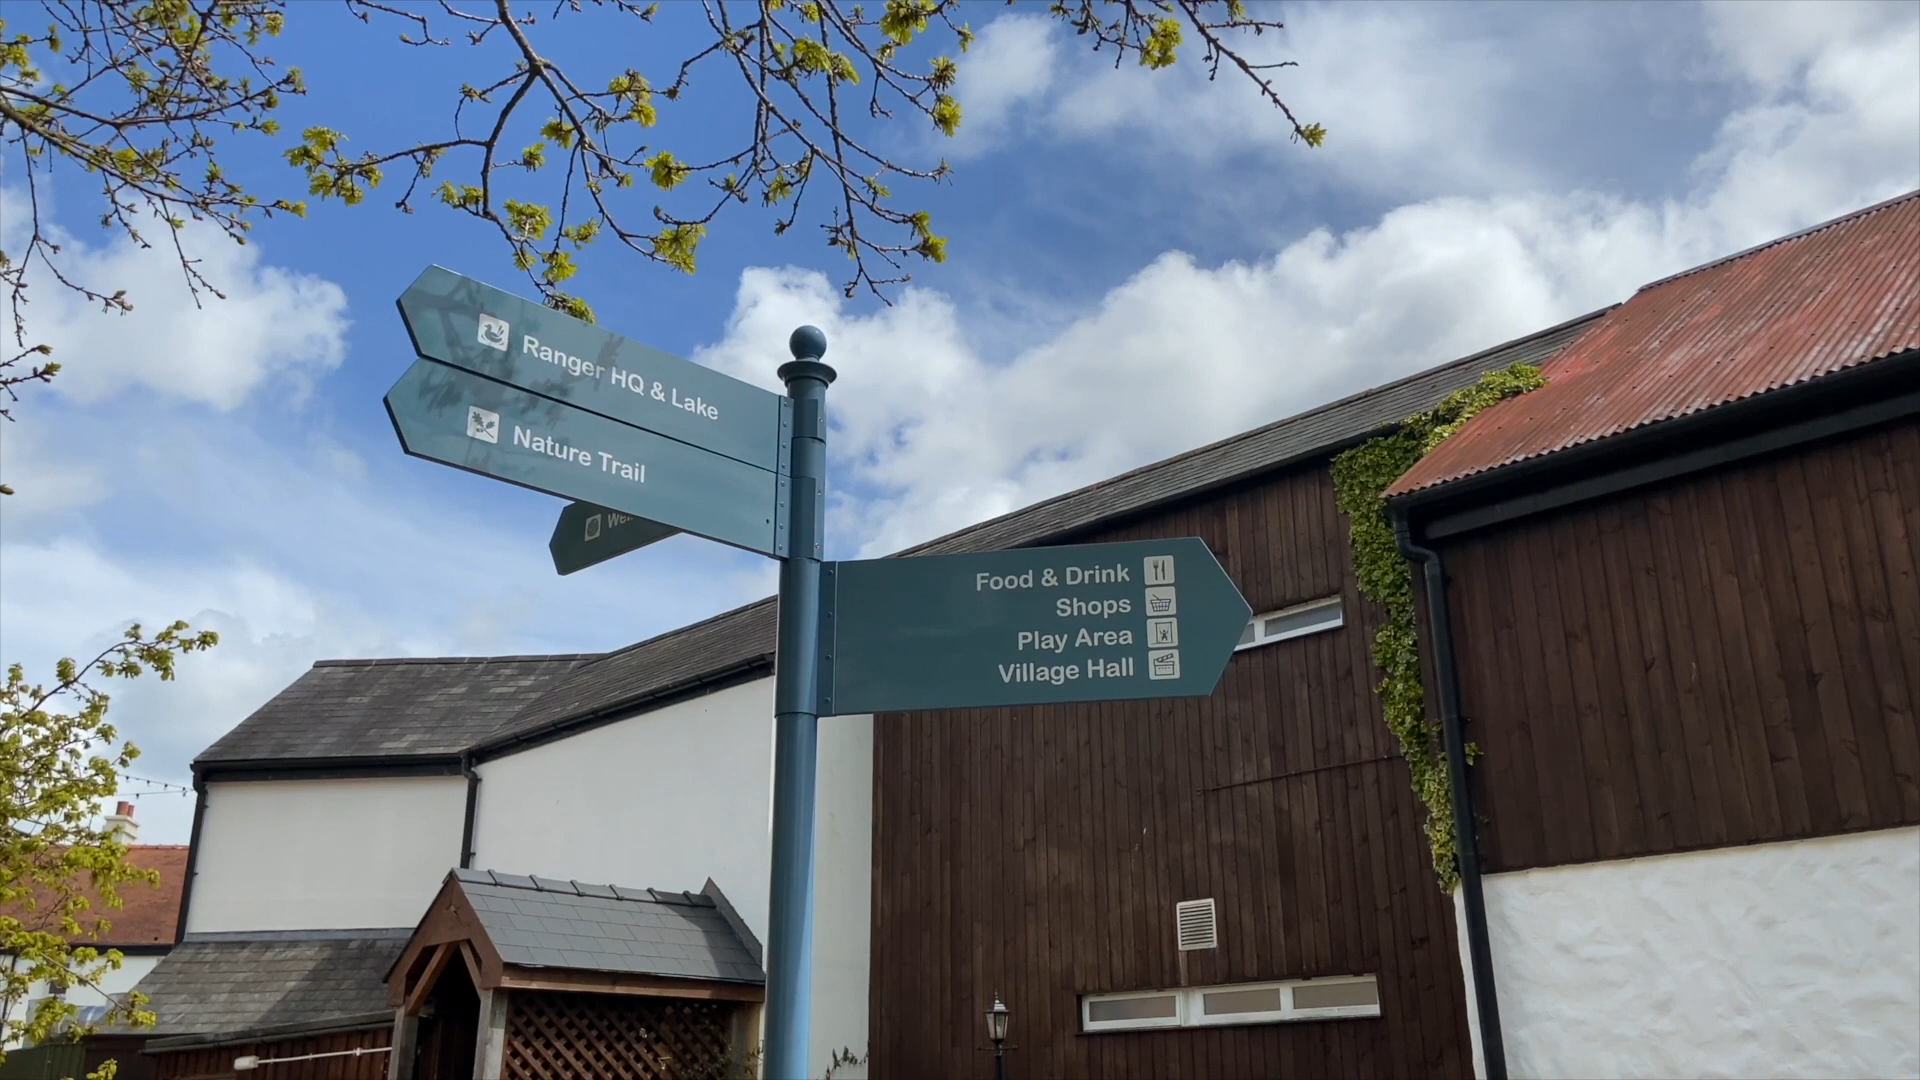 Ranger HQ & Lake
Nature Trail
Food & Drink
Shops
Play Area
Village Hall